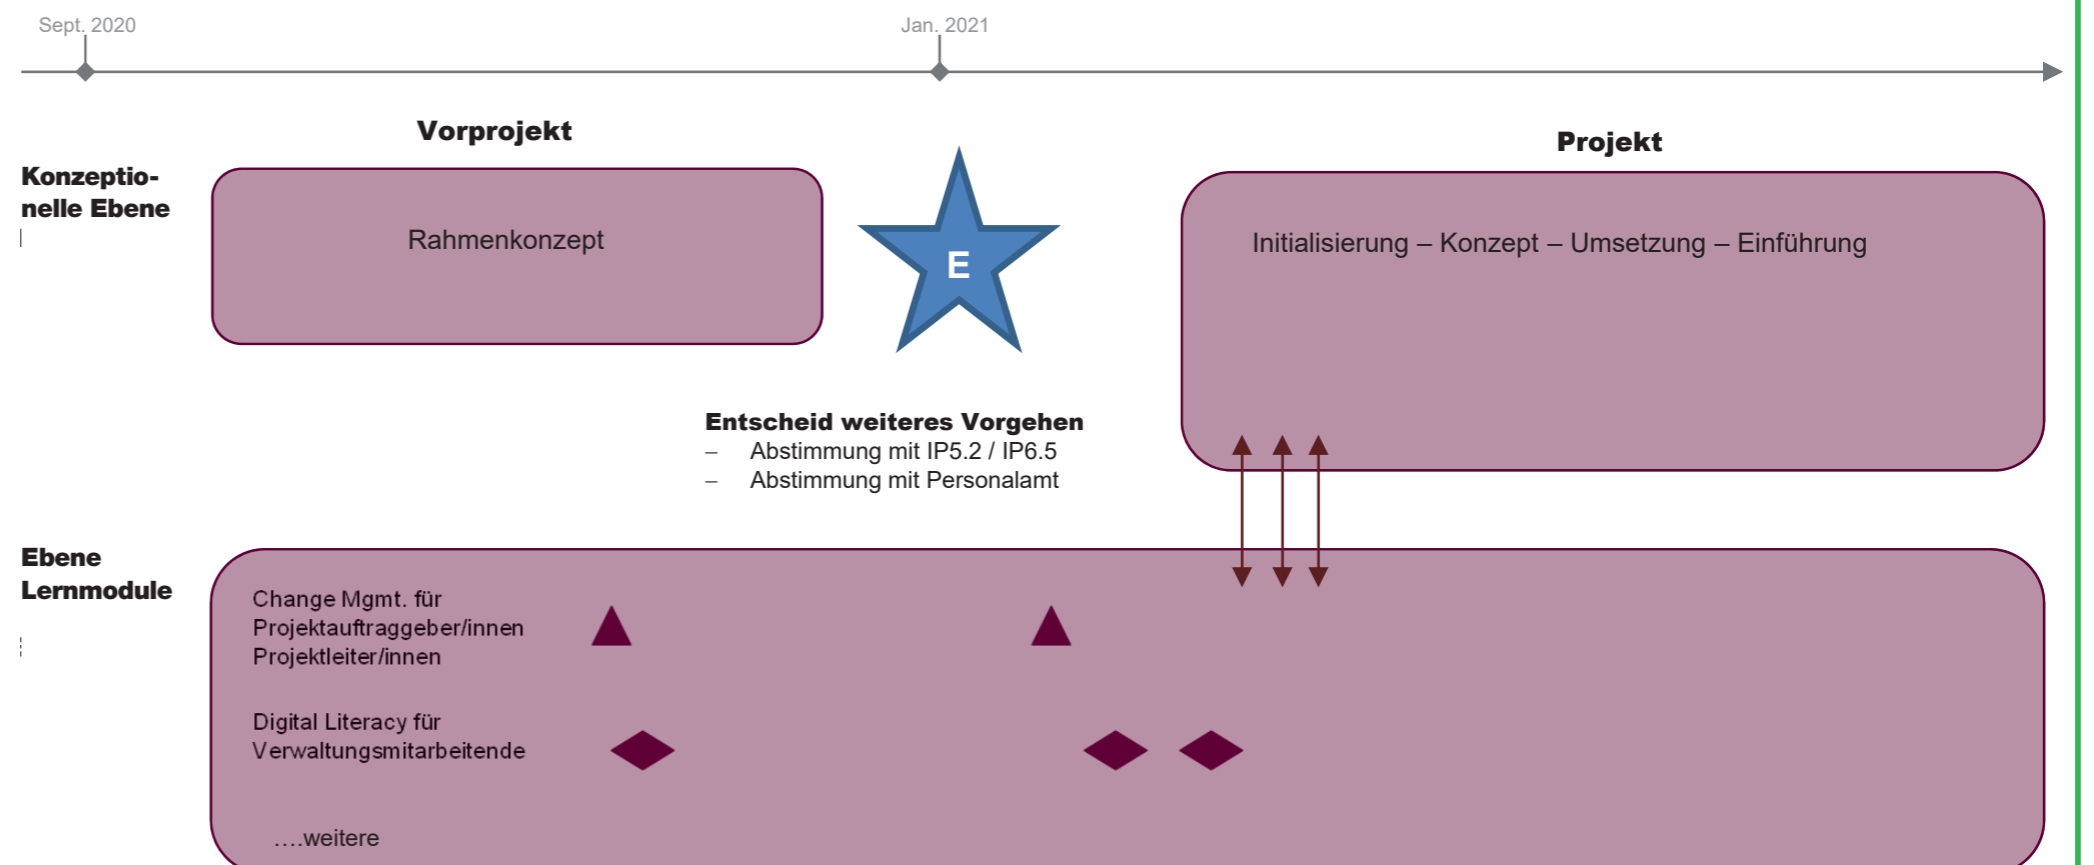 Sept. 2020
Jan. 2021
Vorprojekt
Projekt
Konzeptio-
nelle Ebene
Rahmenkonzept
E
Initialisierung – Konzept – Umsetzung – Einführung
Entscheid weiteres Vorgehen
– Abstimmung mit IP5.2 / IP6.5
– Abstimmung mit Personalamt
Ebene
Lernmodule
Change Mgmt. für
Projektauftraggeber/innen
Projektleiter/innen
Digital Literacy für
Verwaltungsmitarbeitende
….weitere